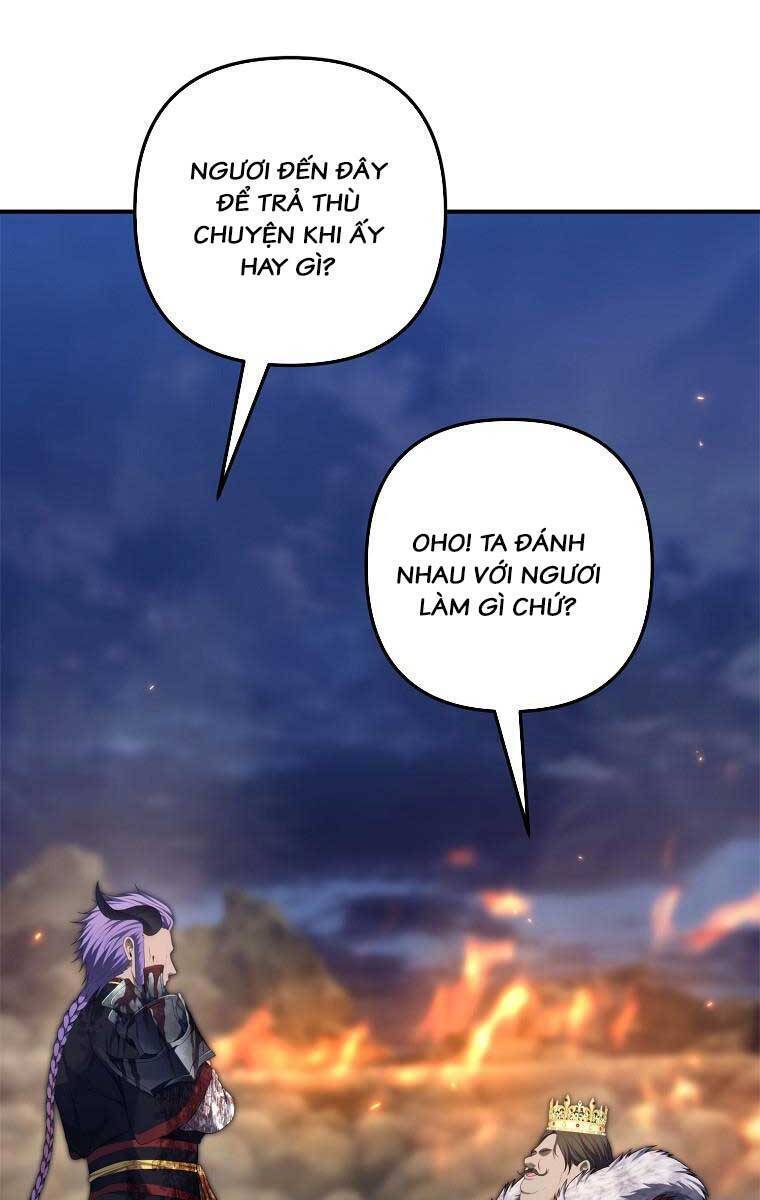 NGƯƠI ĐẾN ĐÂY
ĐỂ TRẢ THÙ
CHUYỆN KHI ẤY
HAY GÌ?
OHO! TA ĐÁNH
NHAU VỚI NGƯƠI
LÀM GÌ CHỨ?